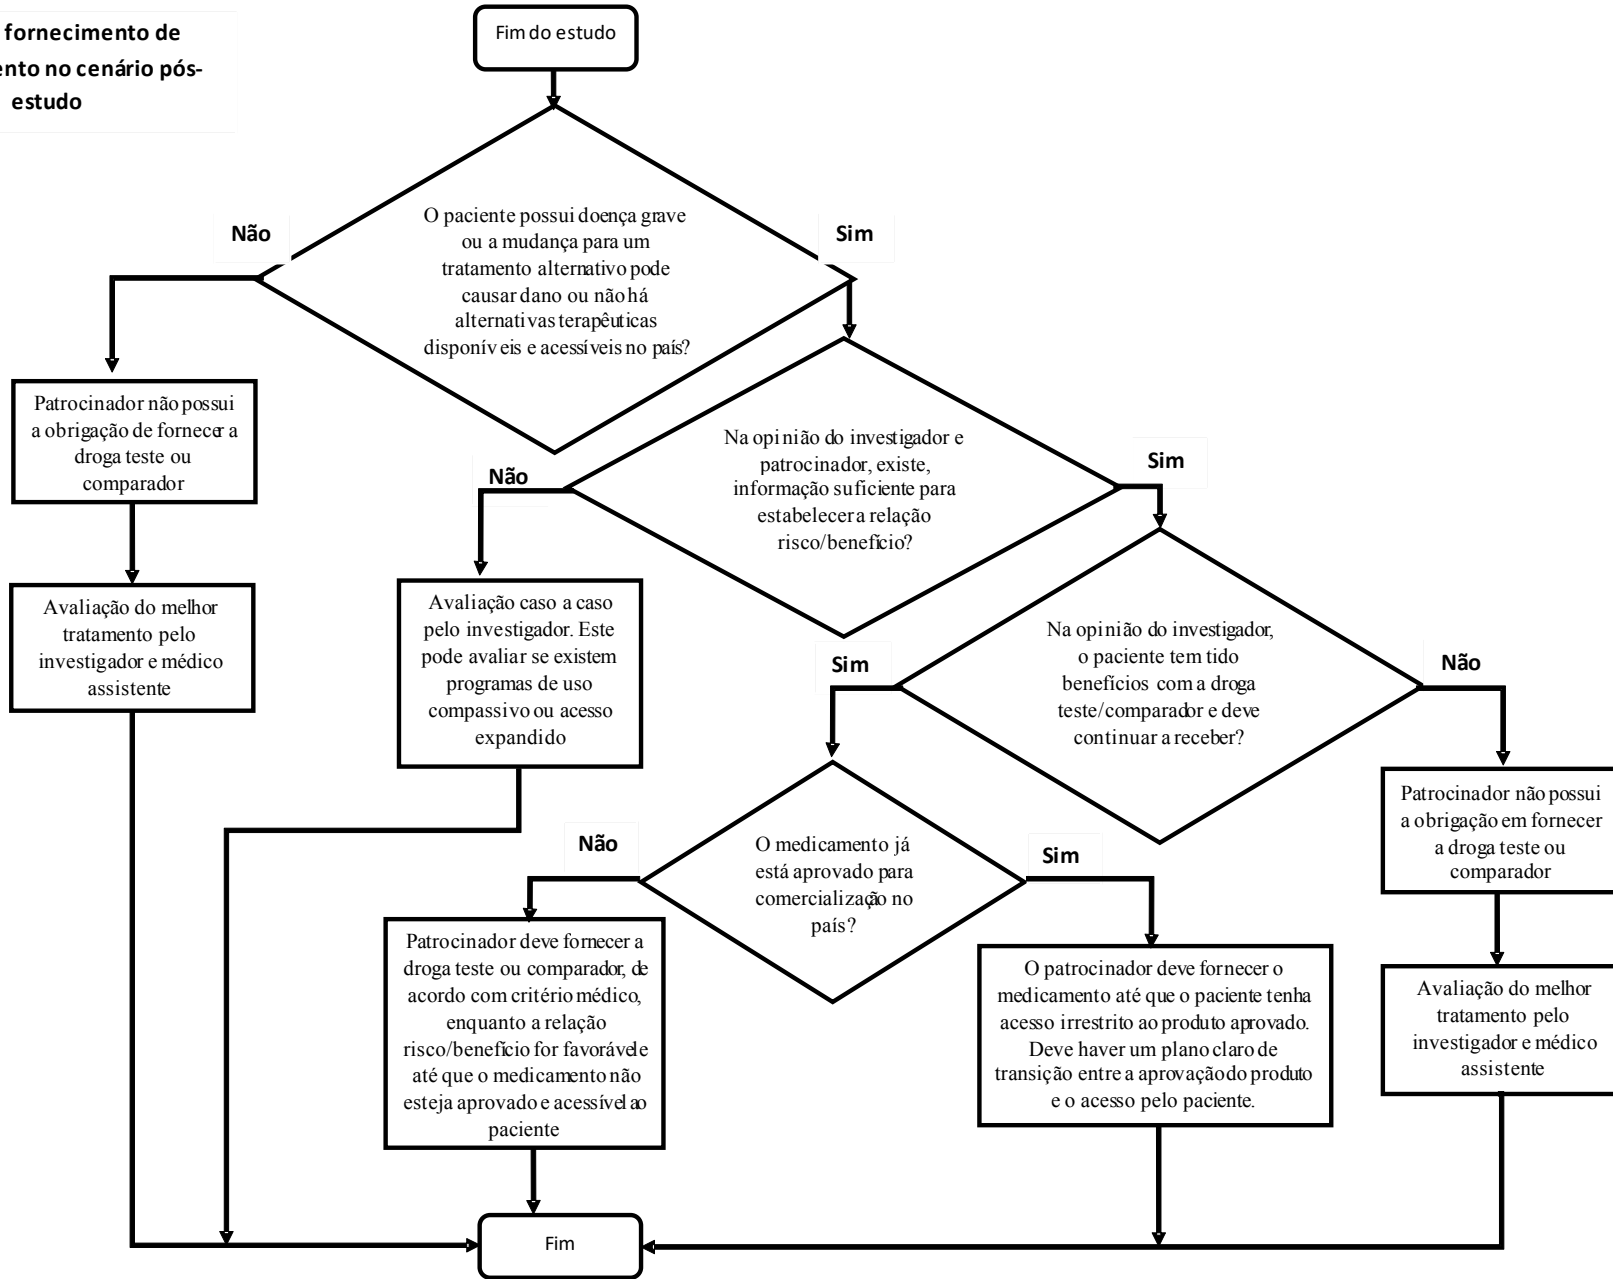 fornecimento de
ento no cenário pós-
estudo
Fim do estudo
Não
Sim
O paciente possui doença grave
ou a mudança para um
tratamento alternativo pode
causar dano ou não há
alternativas terapêuticas
disponíveis e acessíveis no país?
Patrocinador não possui
a obrigação de fornecer a
droga teste ou
comparador
Avaliação do melhor
tratamento pelo
investigador e médico
assistente
Não
Sim
Na opinião do investigador e
patrocinador, existe,
informação suficiente para
estabelecer a relação
risco/benefício?
Avaliação caso a caso
pelo investigador. Este
pode avaliar se existem
programas de uso
compassivo ou acesso
expandido
Sim
Não
Na opinião do investigador,
o paciente tem tido
benefícios com a droga
teste/comparador e deve
continuar a receber?
Não
Sim
O medicamento já
está aprovado para
comercialização no
país?
Patrocinador não possui
a obrigação em fornecer
a droga teste ou
comparador
Patrocinador deve fornecer a
droga teste ou comparador, de
acordo com critério médico,
enquanto a relação
risco/benefício for favorável e
até que o medicamento não
esteja aprovado e acessível ao
paciente
O patrocinador deve fornecer o
medicamento até que o paciente tenha
acesso irrestrito ao produto aprovado.
Deve haver um plano claro de
transição entre a aprovação do produto
e o acesso pelo paciente.
Avaliação do melhor
tratamento pelo
investigador e médico
assistente
Fim